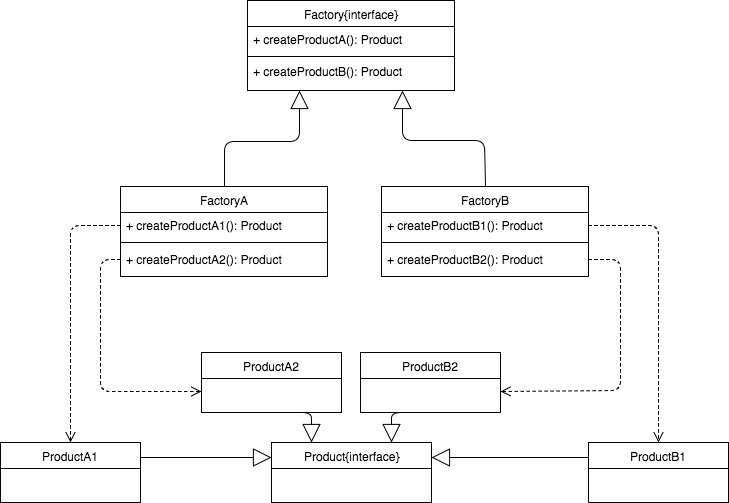 Factory{interface}
+ createProductA(): Product
+ createProductB(): Product
FactoryA
+ createProductA1(): Product
+ createProductA2(): Product
FactoryB
+ createProductB1(): Product
+ createProductB2(): Product
ProductA2
ProductB2
ProductA1
Product{interface}
ProductB1